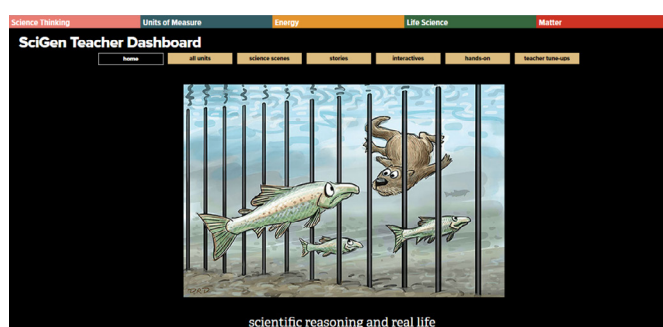 Science Thinking
Units of Measure
Energy
Life Science
Matter
SciGen Teacher Dashboard
home
all units
science scenes
stories
interactives
hands-on
teacher tune-ups
scientific reasoning and real life